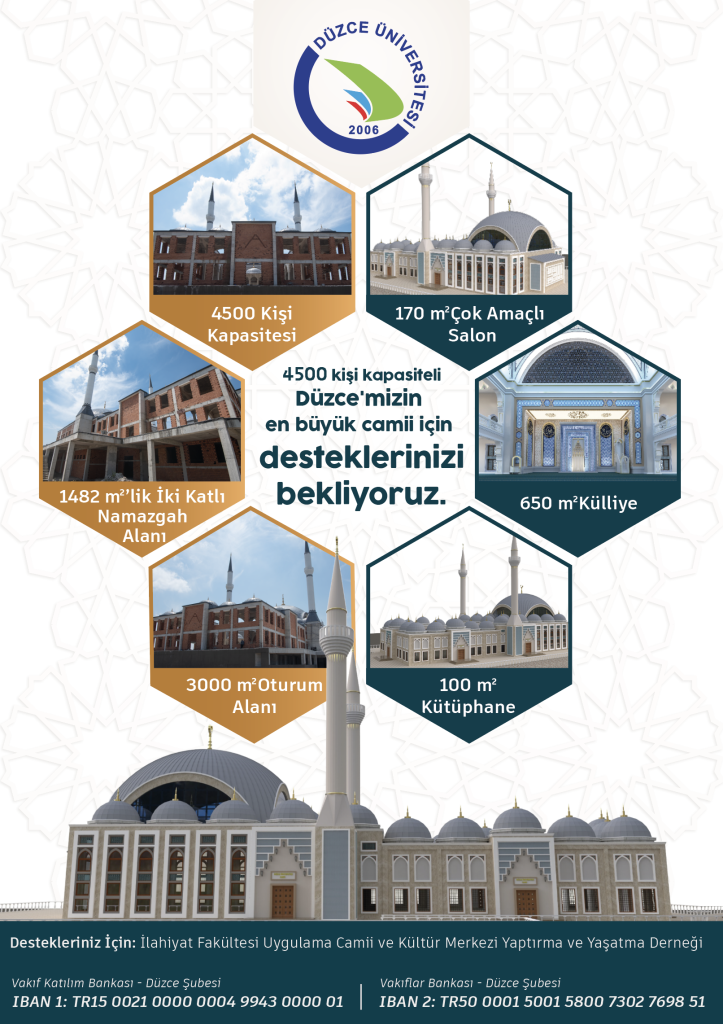 DÜZCE ÜNİVERSİTESİ
2006
4500 Kişi
Kapasitesi
170 m²Çok Amaçlı
Salon
4500 kişi kapasiteli
Düzce'mizin
en büyük camii için
desteklerinizi
bekliyoruz.
1482 m²'lik İki Katlı
Namazgah
Alanı
650 m²Külliye
3000 m²Oturum
Alanı
100 m²
Kütüphane
Destekleriniz İçin: İlahiyat Fakültesi Uygulama Camii ve Kültür Merkezi Yaptırma ve Yaşatma Derneği
Vakıf Katılım Bankası - Düzce Şubesi
IBAN 1: TR15 0021 0000 0004 9943 0000 01
Vakıflar Bankası - Düzce Şubesi
IBAN 2: TR50 0001 5001 5800 7302 7698 51